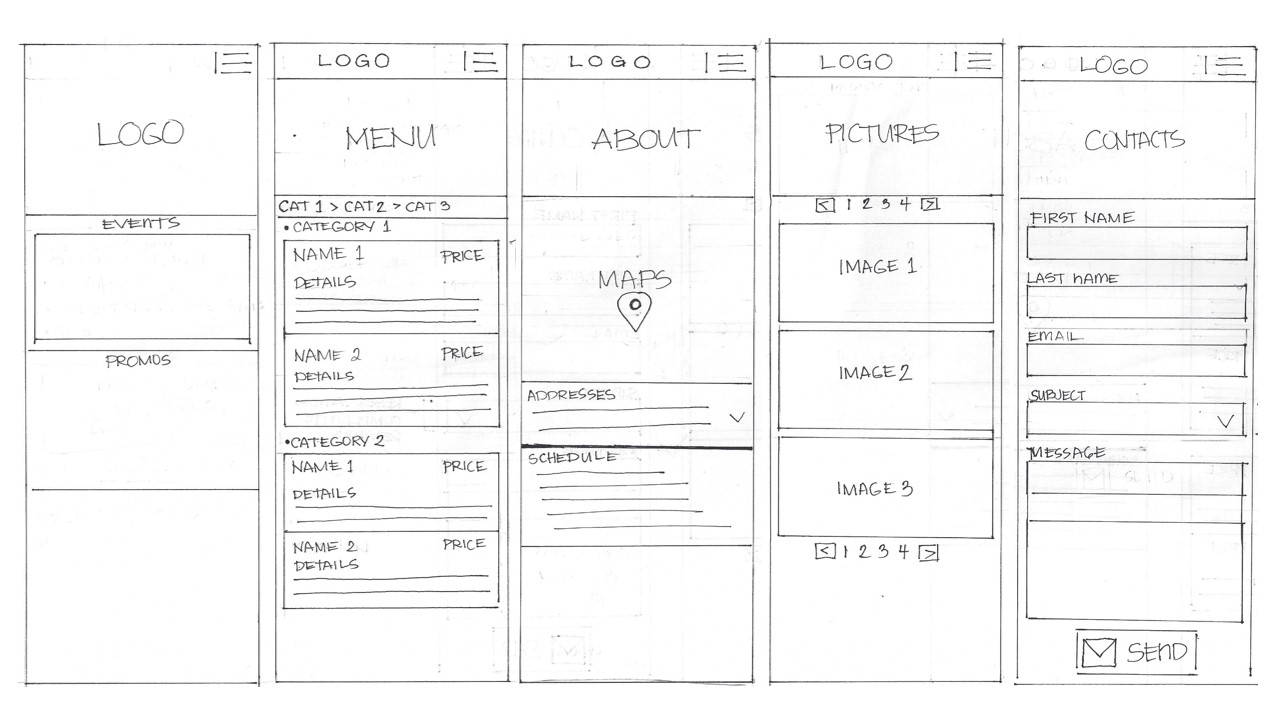 LOGO
EVENTS
PROMOS
LOGO
MENU
CAT 1 > CAT 2 > CAT 3
•CATEGORY 1
NAME 1 PRICE
DETAILS
NAME 2 PRICE
DETAILS
•CATEGORY 2
NAME 1 PRICE
DETAILS
NAME 2 PRICE
DETAILS
LOGO
ABOUT
MAPS
ADDRESSES
SCHEDULE
LOGO
PICTURES
< 1 2 3 4 >
IMAGE 1
IMAGE 2
IMAGE 3
< 1 2 3 4 >
LOGO
CONTACTS
FIRST NAME
LAST NAME
EMAIL
SUBJECT
MESSAGE
SEND